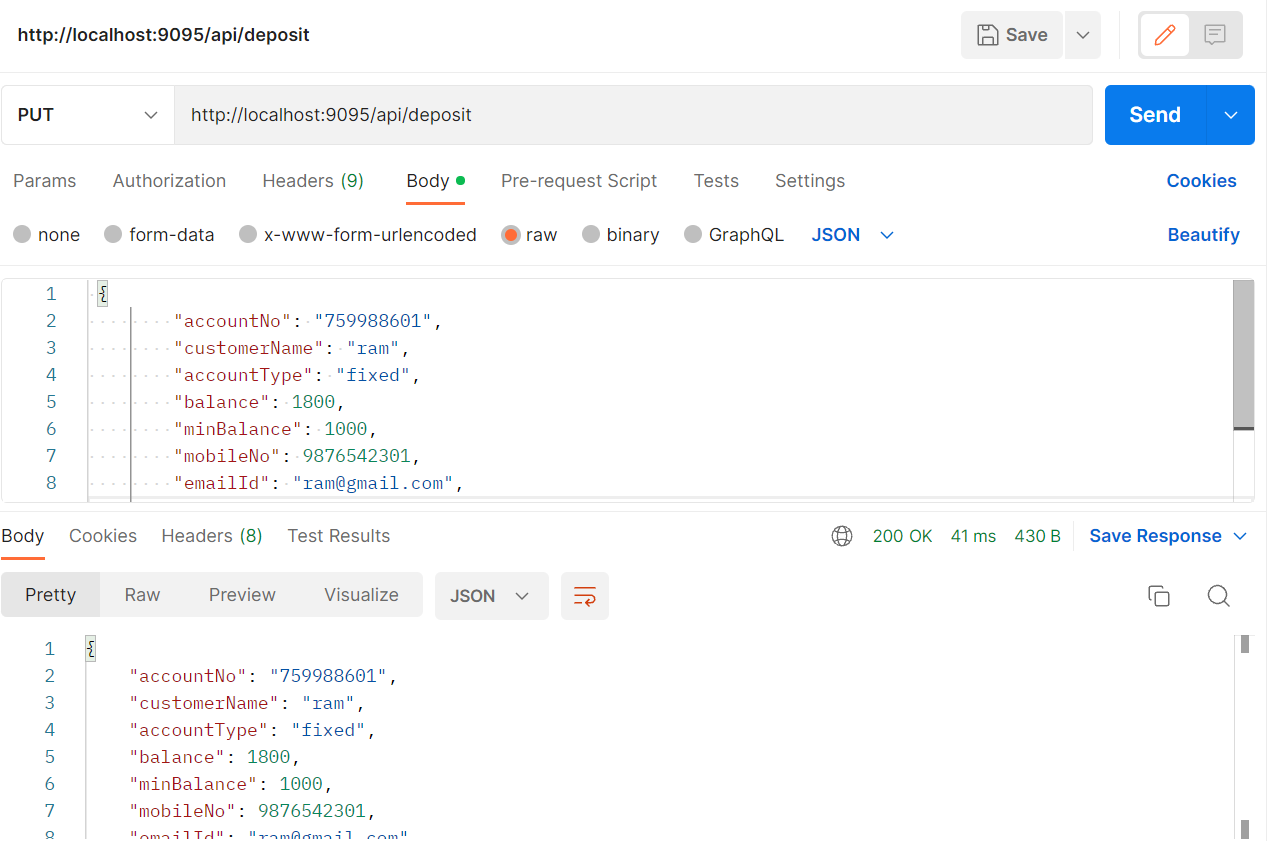 http://localhost:9095/api/deposit
Save
PUT
http://localhost:9095/api/deposit
Send
Params Authorization Headers (9) Body Pre-request Script Tests Settings Cookies
none form-data x-www-form-urlencoded raw binary GraphQL JSON Beautify
1 {
2 "accountNo": "759988601",
3 "customerName": "ram",
4 "accountType": "fixed",
5 "balance": 1800,
6 "minBalance": 1000,
7 "mobileNo": 9876542301,
8 "emailId": "ram@gmail.com",
Body Cookies Headers (8) Test Results 200 OK 41 ms 430 B Save Response
Pretty Raw Preview Visualize JSON
1 {
2 "accountNo": "759988601",
3 "customerName": "ram",
4 "accountType": "fixed",
5 "balance": 1800,
6 "minBalance": 1000,
7 "mobileNo": 9876542301,
8 "emailId": "ram@gmail.com"